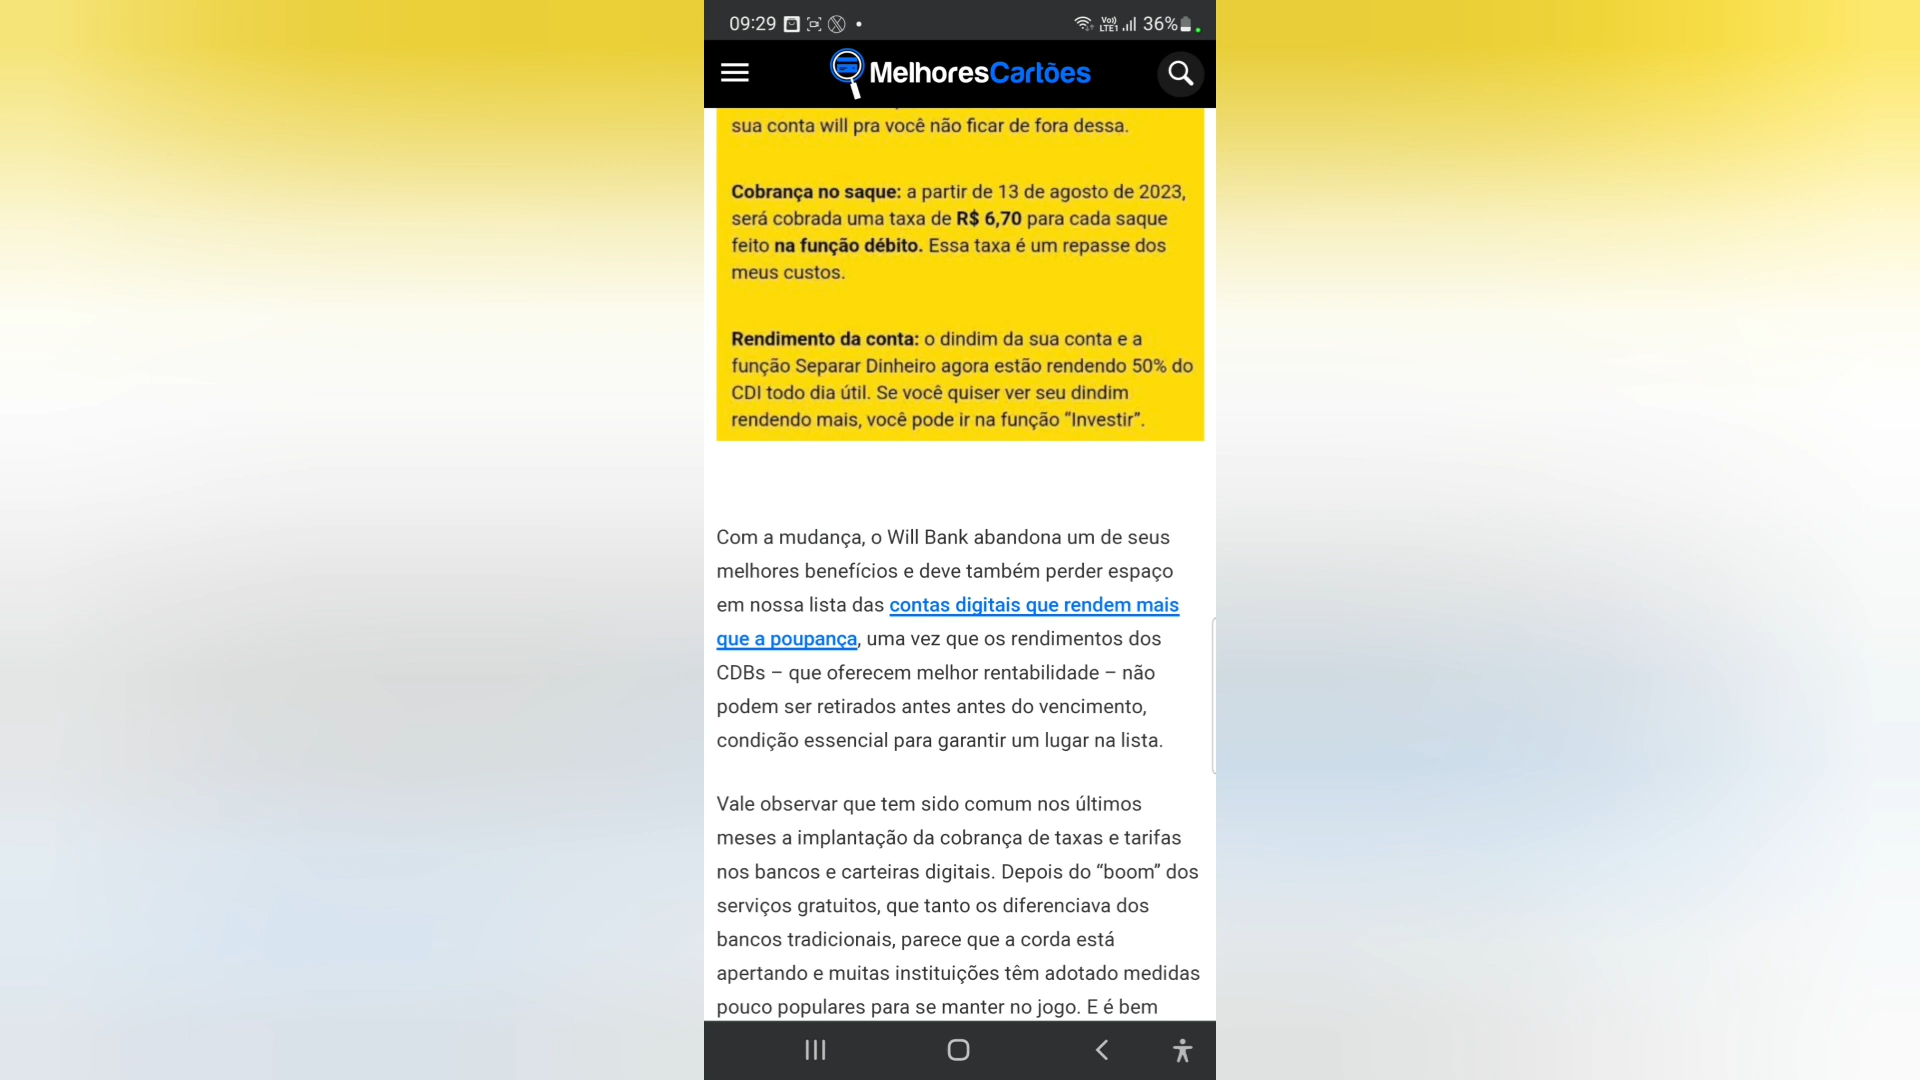 09:29
Vo)) LTE1 36%
MelhoresCartões
sua conta will pra você não ficar de fora dessa.
Cobrança no saque: a partir de 13 de agosto de 2023,
será cobrada uma taxa de R$ 6,70 para cada saque
feito na função débito. Essa taxa é um repasse dos
meus custos.
Rendimento da conta: o dindim da sua conta e a
função Separar Dinheiro agora estão rendendo 50% do
CDI todo dia útil. Se você quiser ver seu dindim
rendendo mais, você pode ir na função “Investir”.
Com a mudança, o Will Bank abandona um de seus
melhores benefícios e deve também perder espaço
em nossa lista das contas digitais que rendem mais
que a poupança, uma vez que os rendimentos dos
CDBs – que oferecem melhor rentabilidade – não
podem ser retirados antes antes do vencimento,
condição essencial para garantir um lugar na lista.
Vale observar que tem sido comum nos últimos
meses a implantação da cobrança de taxas e tarifas
nos bancos e carteiras digitais. Depois do “boom” dos
serviços gratuitos, que tanto os diferenciava dos
bancos tradicionais, parece que a corda está
apertando e muitas instituições têm adotado medidas
pouco populares para se manter no jogo. E é bem